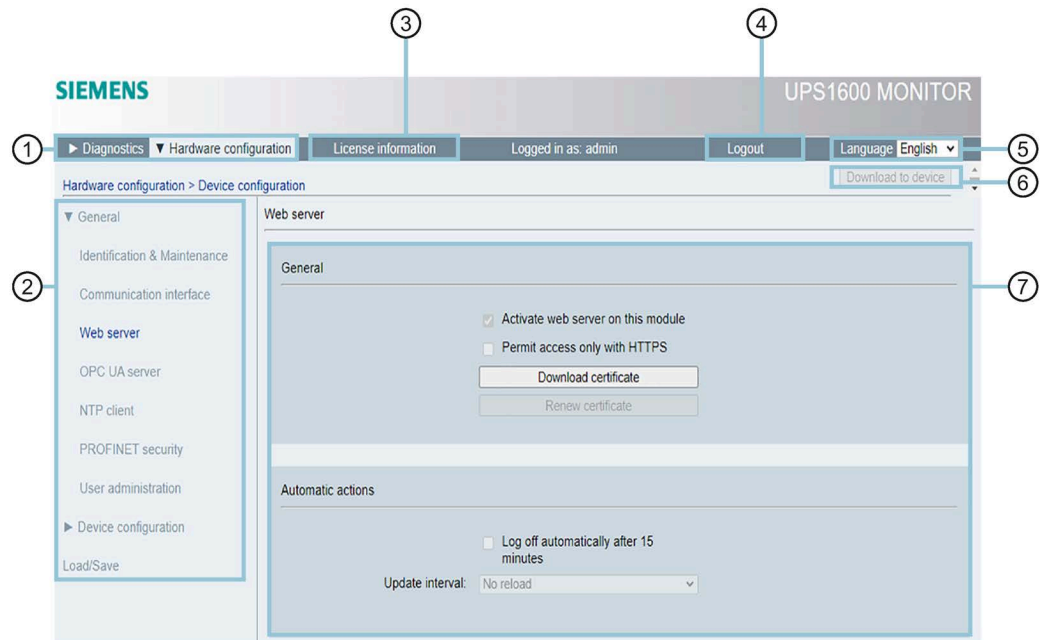 3
4
SIEMENS
UPS1600 MONITOR
1
▶ Diagnostics ▼ Hardware configuration License information Logged in as: admin Logout Language English
5
Hardware configuration > Device configuration
Download to device
6
▼ General
Web server
Identification & Maintenance
General
2
Communication interface
7
Activate web server on this module
Web server
Permit access only with HTTPS
OPC UA server
Download certificate
NTP client
Renew certificate
PROFINET security
User administration
Automatic actions
▶ Device configuration
Log off automatically after 15
minutes
Load/Save
Update interval: No reload